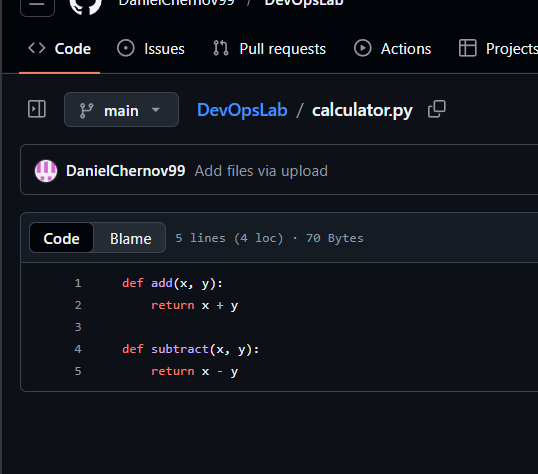 DanielChernov99 / DevOpsLab
Code Issues Pull requests Actions Projects
main DevOpsLab / calculator.py
DanielChernov99 Add files via upload
Code Blame 5 lines (4 loc) · 70 Bytes
1 def add(x, y):
2 return x + y
3
4 def subtract(x, y):
5 return x - y